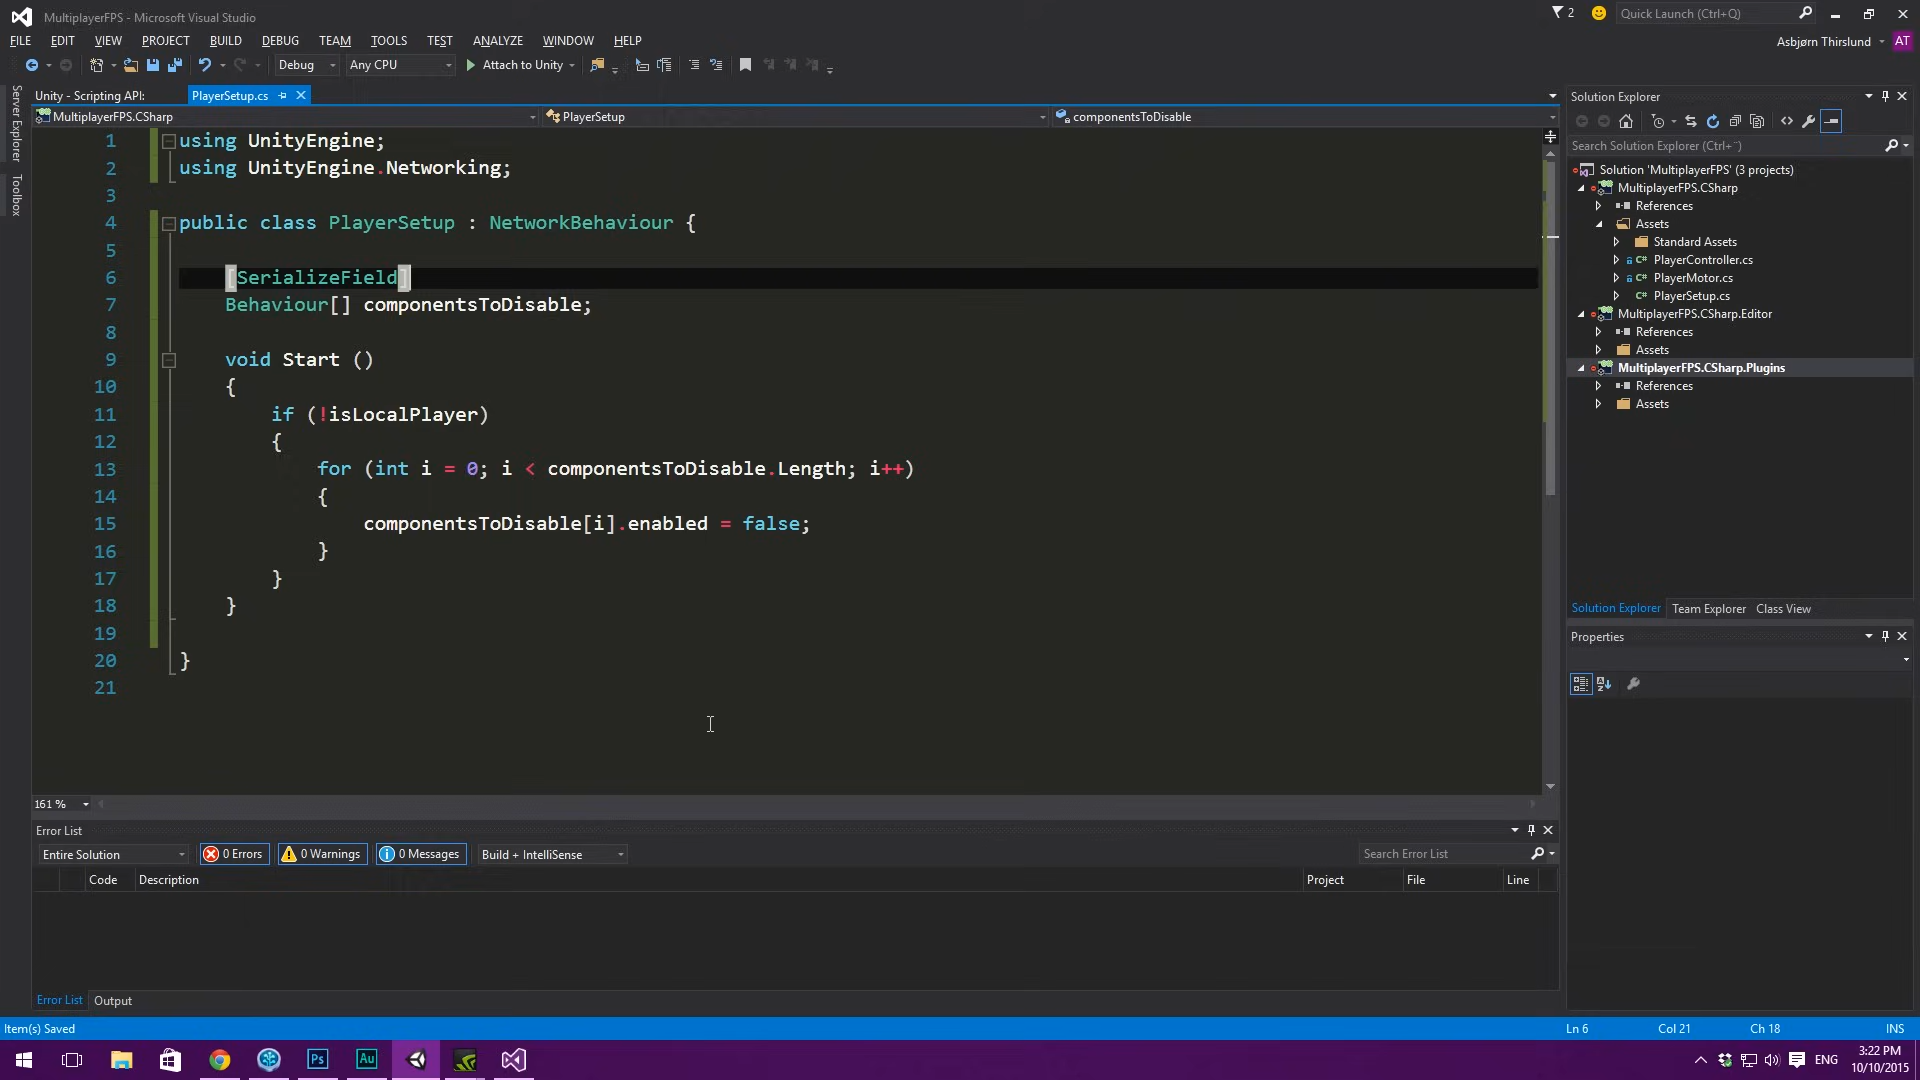 MultiplayerFPS - Microsoft Visual Studio
2
Quick Launch (Ctrl+Q)
FILE EDIT VIEW PROJECT BUILD DEBUG TEAM TOOLS TEST ANALYZE WINDOW HELP
Asbjørn Thirslund AT
Debug Any CPU Attach to Unity
Server Explorer
Toolbox
Unity - Scripting API: PlayerSetup.cs
MultiplayerFPS.CSharp PlayerSetup componentsToDisable
1 using UnityEngine;
2 using UnityEngine.Networking;
3
4 public class PlayerSetup : NetworkBehaviour {
5
6 [SerializeField]
7 Behaviour[] componentsToDisable;
8
9 void Start ()
10 {
11 if (!isLocalPlayer)
12 {
13 for (int i = 0; i < componentsToDisable.Length; i++)
14 {
15 componentsToDisable[i].enabled = false;
16 }
17 }
18 }
19
20 }
21
161 %
Solution Explorer
Search Solution Explorer (Ctrl+¨)
Solution 'MultiplayerFPS' (3 projects)
MultiplayerFPS.CSharp
References
Assets
Standard Assets
PlayerController.cs
PlayerMotor.cs
PlayerSetup.cs
MultiplayerFPS.CSharp.Editor
References
Assets
MultiplayerFPS.CSharp.Plugins
References
Assets
Solution Explorer Team Explorer Class View
Properties
Error List
Entire Solution 0 Errors 0 Warnings 0 Messages Build + IntelliSense Search Error List
Code Description Project File Line
Error List Output
Item(s) Saved Ln 6 Col 21 Ch 18 INS
Ps Au ENG 3:22 PM
10/10/2015